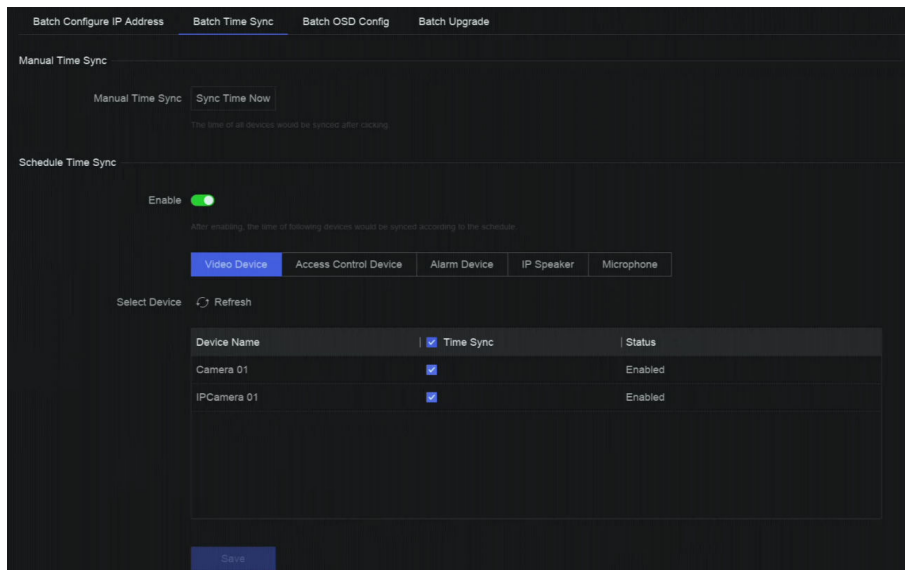 Batch Configure IP Address Batch Time Sync Batch OSD Config Batch Upgrade
Manual Time Sync
Manual Time Sync Sync Time Now
The time of all devices would be synced after clicking.
Schedule Time Sync
Enable
After enabling, the time of following devices would be synced according to the schedule.
Video Device Access Control Device Alarm Device IP Speaker Microphone
Select Device Refresh
Device Name Time Sync Status
Camera 01 Enabled
IPCamera 01 Enabled
Save